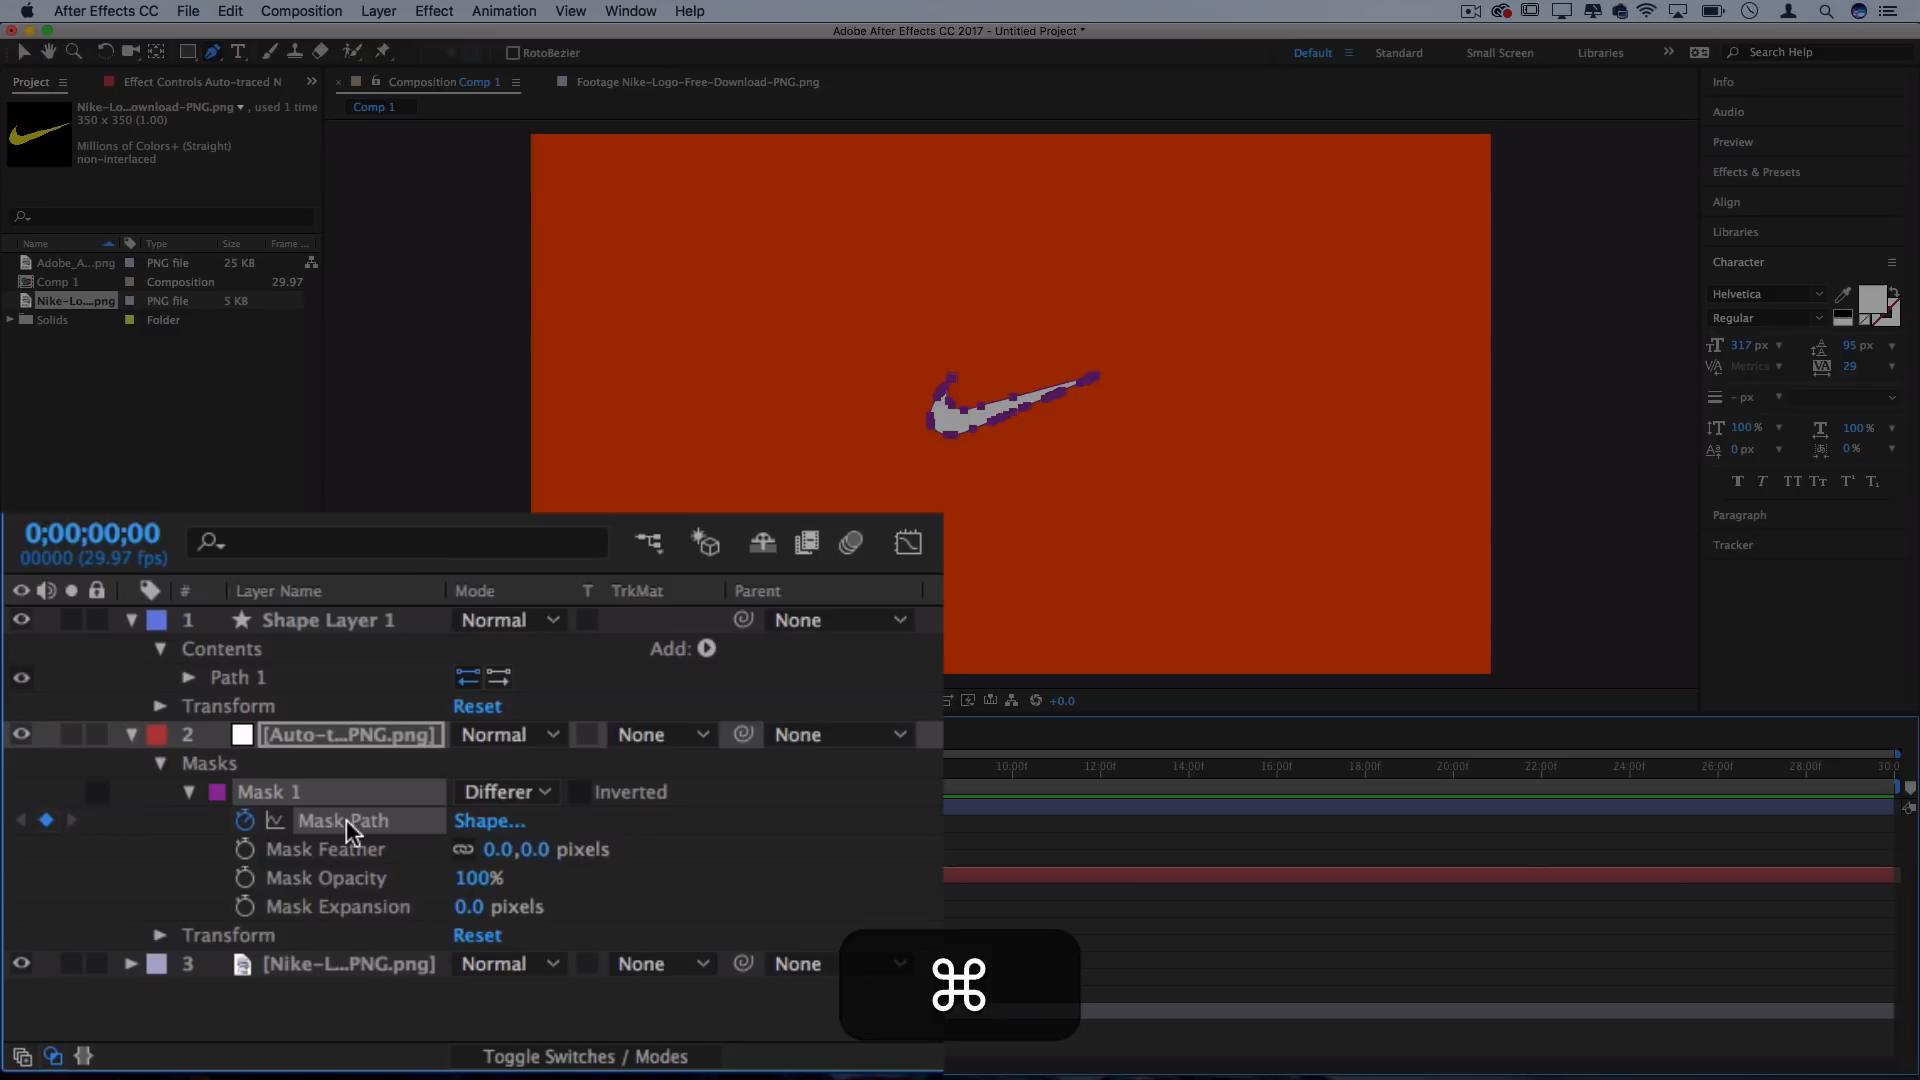 After Effects CC File Edit Composition Layer Effect Animation View Window Help
Adobe After Effects CC 2017 - Untitled Project *
RotoBezier
Default Standard Small Screen Libraries Search Help
Project Effect Controls Auto-traced N Composition Comp 1 Footage Nike-Logo-Free-Download-PNG.png Info
Comp 1
Nike-Lo...ownload-PNG.png , used 1 time
350 x 350 (1.00)
Millions of Colors+ (Straight)
non-interlaced
Audio
Preview
Effects & Presets
Align
Libraries
Name Type Size Frame ...
Adobe_A...png PNG file 25 KB
Comp 1 Composition 29.97
Nike-Lo....png PNG file 5 KB
Solids Folder
Character
Helvetica
Regular
317 px 95 px
Metrics 29
- px
100 % 100 %
0 px 0 %
T T TT Tт T¹ T₁
Paragraph
Tracker
0;00;00;00
00000 (29.97 fps)
# Layer Name Mode T TrkMat Parent
1 Shape Layer 1 Normal None
Contents Add:
Path 1
Transform Reset
+0.0
2 [Auto-t...PNG.png] Normal None None
Masks
10:00f 12:00f 14:00f 16:00f 18:00f 20:00f 22:00f 24:00f 26:00f 28:00f 30:0
Mask 1 Differer Inverted
Mask Path Shape...
Mask Feather 0.0,0.0 pixels
Mask Opacity 100%
Mask Expansion 0.0 pixels
Transform Reset
3 [Nike-L...PNG.png] Normal None None
⌘
Toggle Switches / Modes